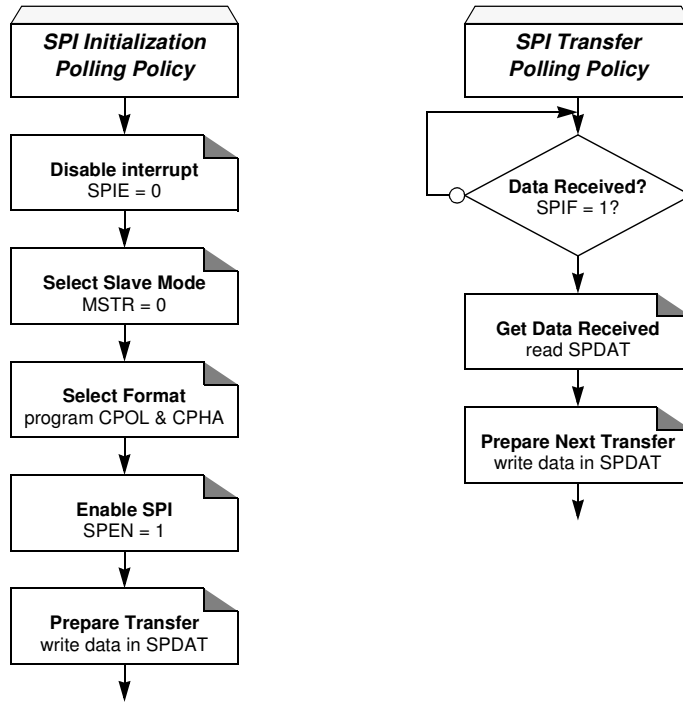 SPI Initialization
Polling Policy
Disable interrupt
SPIE = 0
Select Slave Mode
MSTR = 0
Select Format
program CPOL & CPHA
Enable SPI
SPEN = 1
Prepare Transfer
write data in SPDAT
SPI Transfer
Polling Policy
Data Received?
SPIF = 1?
Get Data Received
read SPDAT
Prepare Next Transfer
write data in SPDAT